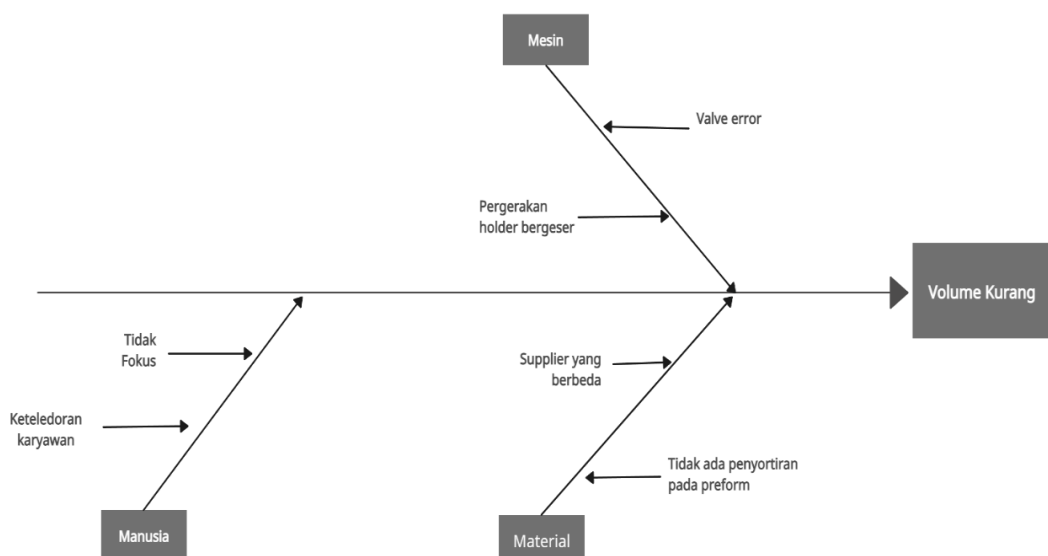 Mesin
Valve error
Pergerakan
holder bergeser
Volume Kurang
Tidak
Fokus
Supplier yang
berbeda
Keteledoran
karyawan
Tidak ada penyortiran
pada preform
Manusia
Material